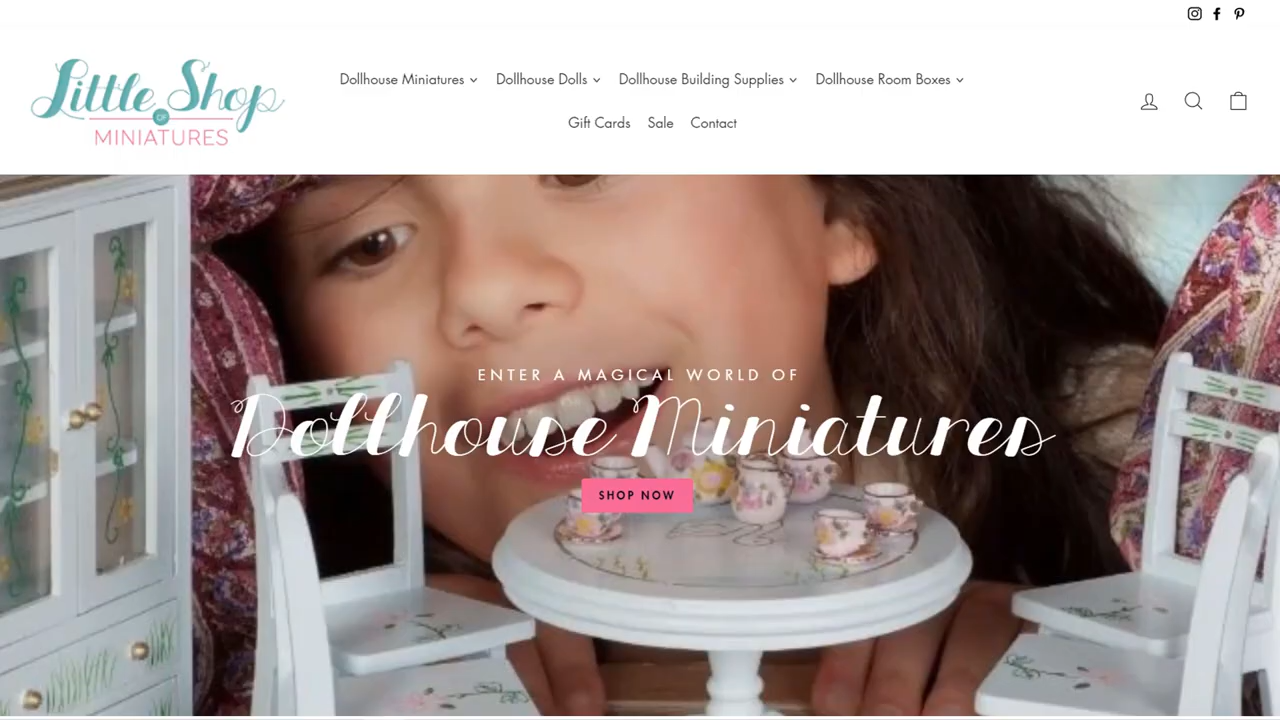 Little Shop
OF
MINIATURES
Dollhouse Miniatures
Dollhouse Dolls
Dollhouse Building Supplies
Dollhouse Room Boxes
Gift Cards
Sale
Contact
ENTER A MAGICAL WORLD OF
Dollhouse Miniatures
SHOP NOW